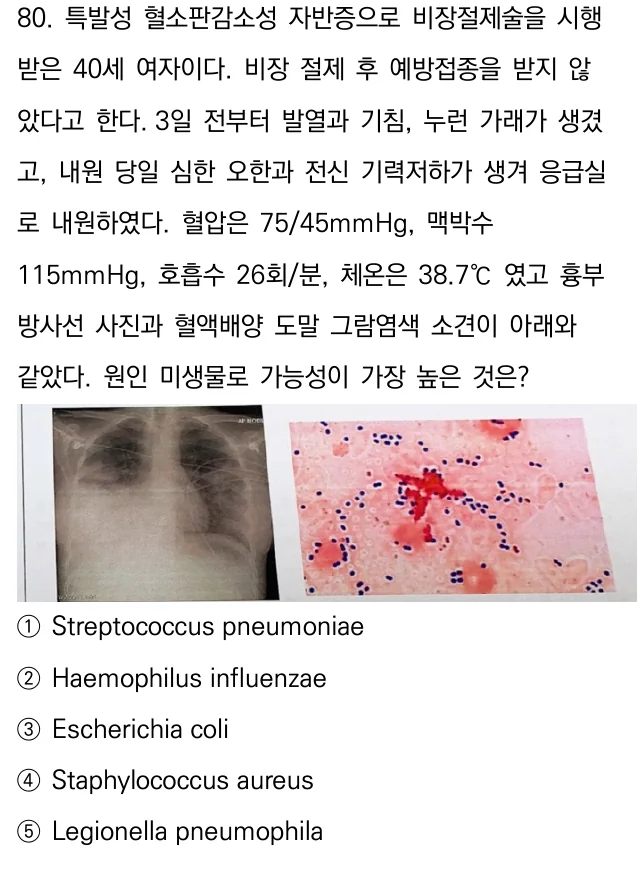 80. 특발성 혈소판감소성 자반증으로 비장절제술을 시행
받은 40세 여자이다. 비장 절제 후 예방접종을 받지 않
았다고 한다. 3일 전부터 발열과 기침, 누런 가래가 생겼
고, 내원 당일 심한 오한과 전신 기력저하가 생겨 응급실
로 내원하였다. 혈압은 75/45mmHg, 맥박수
115mmHg, 호흡수 26회/분, 체온은 38.7℃ 였고 흉부
방사선 사진과 혈액배양 도말 그람염색 소견이 아래와
같았다. 원인 미생물로 가능성이 가장 높은 것은?
① Streptococcus pneumoniae
② Haemophilus influenzae
③ Escherichia coli
④ Staphylococcus aureus
⑤ Legionella pneumophila